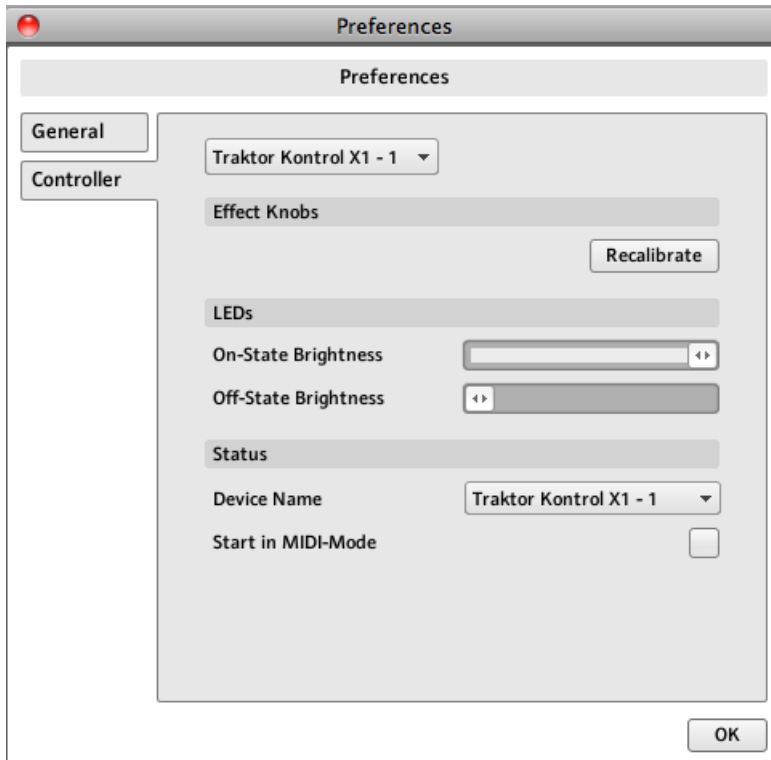 Preferences
Preferences
General
Controller
Traktor Kontrol X1 - 1
Effect Knobs
Recalibrate
LEDs
On-State Brightness
Off-State Brightness
Status
Device Name Traktor Kontrol X1 - 1
Start in MIDI-Mode
OK